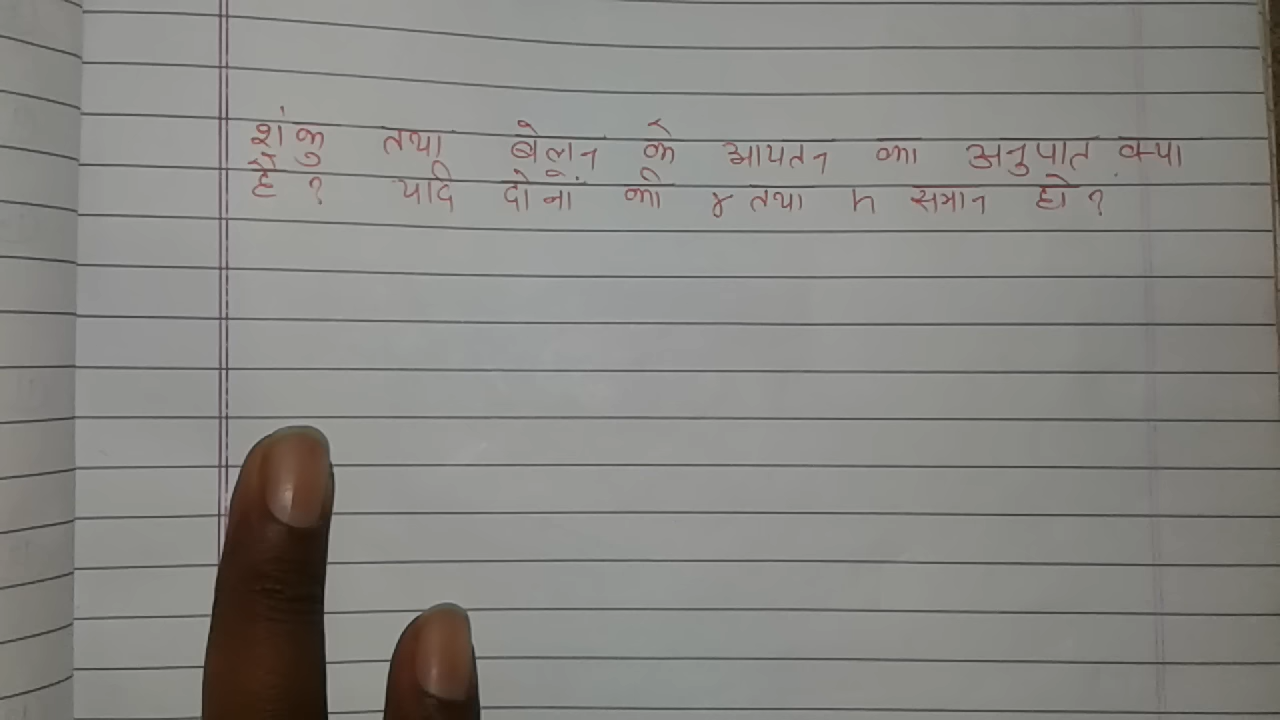 शंकु तथा बेलन के आयतन का अनुपात क्या
है ? यदि दोनों की r तथा h समान हो ?